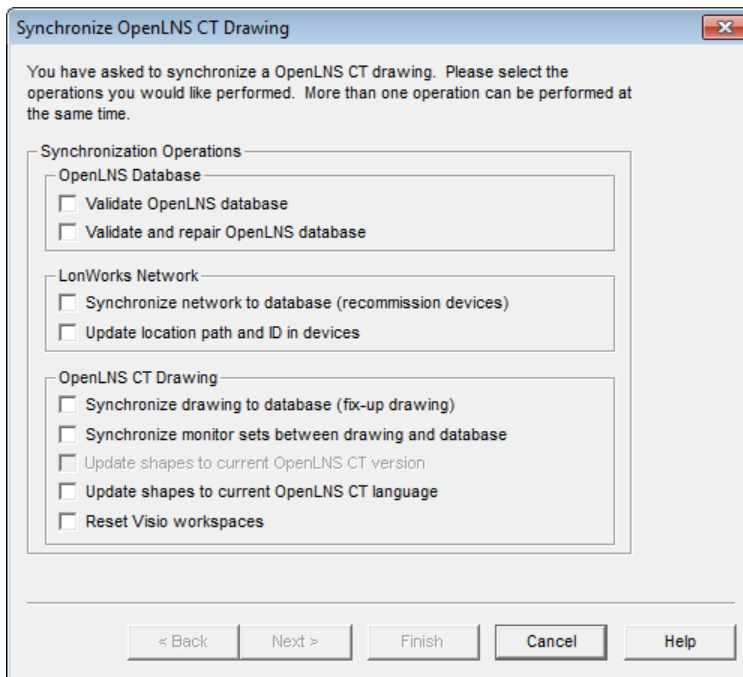 Synchronize OpenLNS CT Drawing
You have asked to synchronize a OpenLNS CT drawing. Please select the
operations you would like performed. More than one operation can be performed at
the same time.
Synchronization Operations
OpenLNS Database
Validate OpenLNS database
Validate and repair OpenLNS database
LonWorks Network
Synchronize network to database (recommission devices)
Update location path and ID in devices
OpenLNS CT Drawing
Synchronize drawing to database (fix-up drawing)
Synchronize monitor sets between drawing and database
Update shapes to current OpenLNS CT version
Update shapes to current OpenLNS CT language
Reset Visio workspaces
< Back Next > Finish Cancel Help